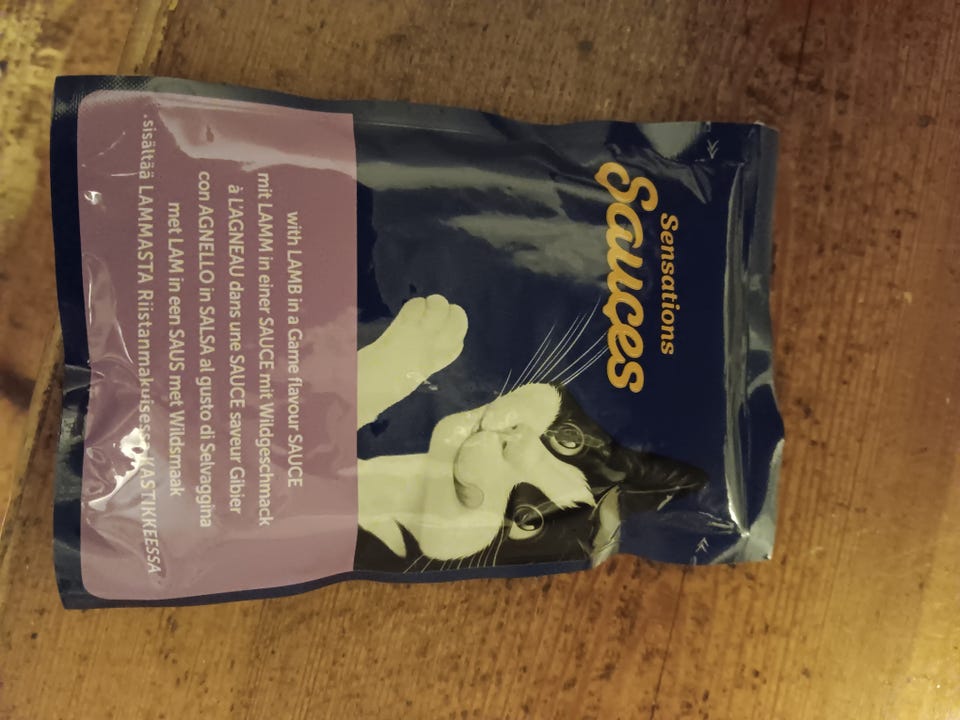 Sensations
Sauces
with LAMB in a Game flavour SAUCE
mit LAMM in einer SAUCE mit Wildgeschmack
à L'AGNEAU dans une SAUCE saveur Gibier
con AGNELLO in SALSA al gusto di Selvaggina
met LAM in een SAUS met Wildsmaak
sisältää LAMMASTA Riistanmakuisessa KASTIKKEESSA